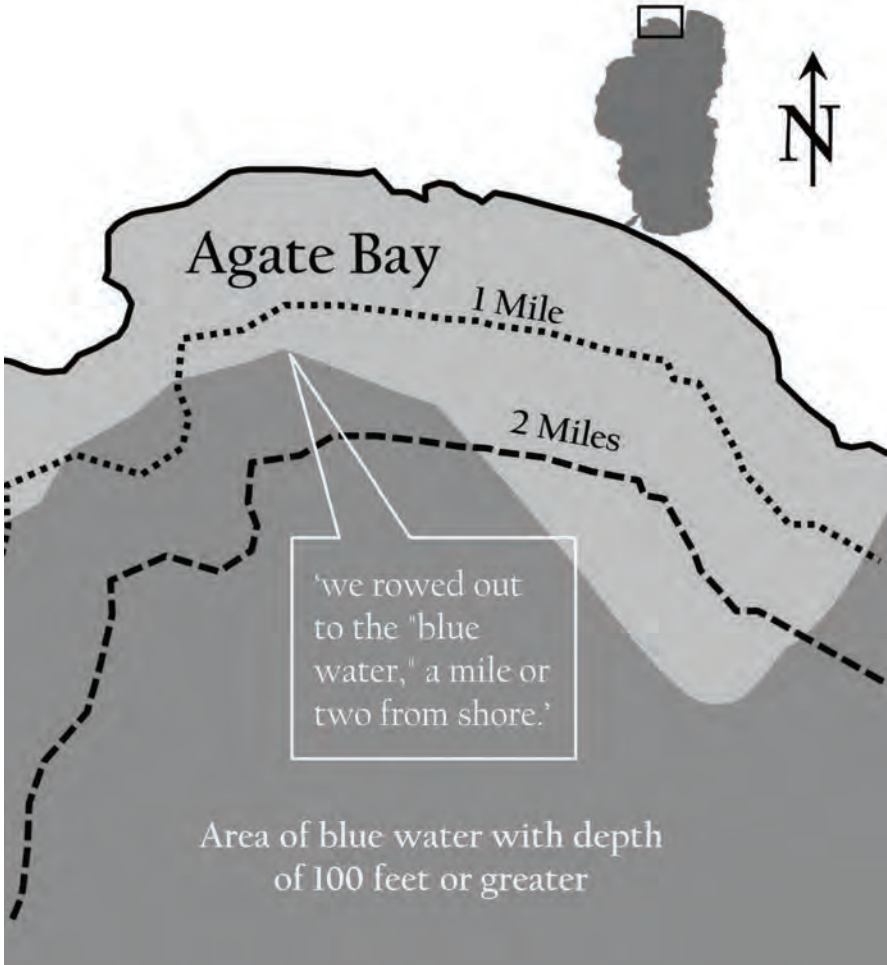 N
Agate Bay
1 Mile
2 Miles
'we rowed out
to the "blue
water," a mile or
two from shore.'
Area of blue water with depth
of 100 feet or greater